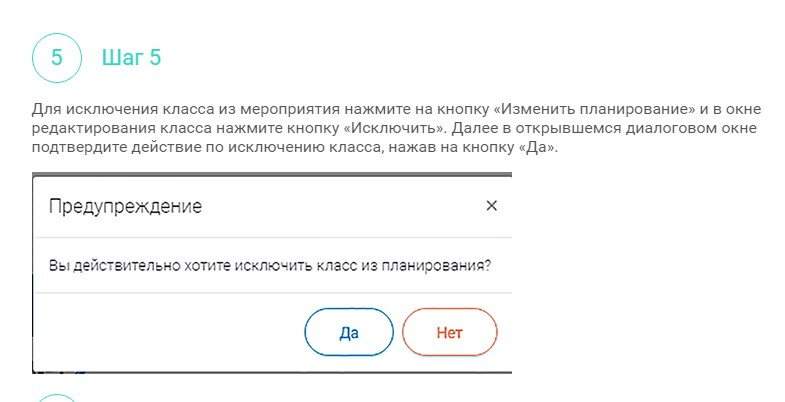 5 Шаг 5
Для исключения класса из мероприятия нажмите на кнопку «Изменить планирование» и в окне
редактирования класса нажмите кнопку «Исключить». Далее в открывшемся диалоговом окне
подтвердите действие по исключению класса, нажав на кнопку «Да».
Предупреждение ×
Вы действительно хотите исключить класс из планирования?
Да Нет